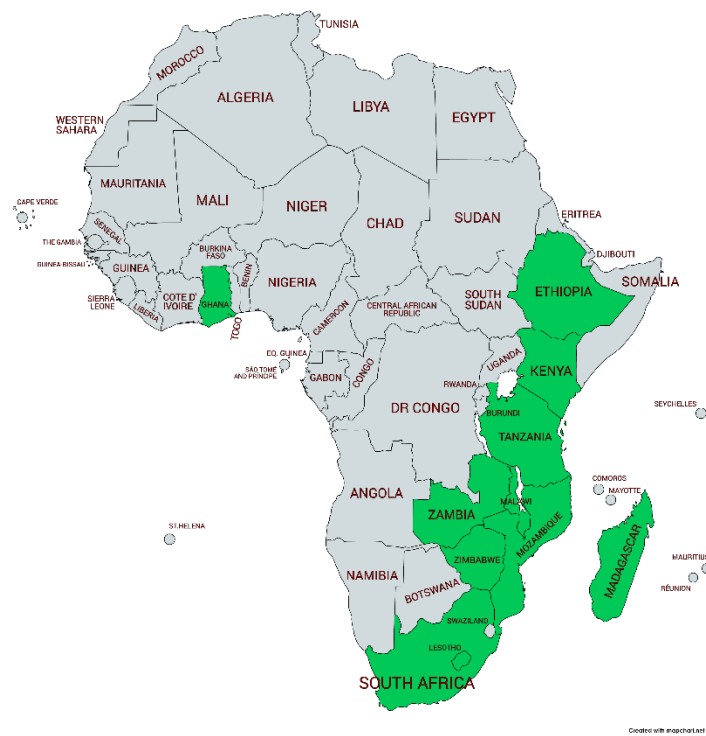 TUNISIA
MOROCCO
ALGERIA
LIBYA
EGYPT
WESTERN
SAHARA
MAURITANIA
MALI
NIGER
CHAD
SUDAN
ERITREA
CAPE VERDE
SENEGAL
THE GAMBIA
GUINEA-BISSAU
GUINEA
BURKINA
FASO
BENIN
NIGERIA
DJIBOUTI
SOMALIA
ETHIOPIA
SIERRA
LEONE
LIBERIA
COTE D'
IVOIRE
GHANA
TOGO
CAMEROON
CENTRAL AFRICAN
REPUBLIC
SOUTH
SUDAN
EQ. GUINEA
SÃO TOMÉ
AND PRÍNCIPE
GABON
CONGO
UGANDA
KENYA
RWANDA
DR CONGO
BURUNDI
TANZANIA
SEYCHELLES
COMOROS
MAYOTTE
ANGOLA
ZAMBIA
MALAWI
MOZAMBIQUE
ST.HELENA
ZIMBABWE
MADAGASCAR
MAURITIUS
RÉUNION
NAMIBIA
BOTSWANA
SWAZILAND
LESOTHO
SOUTH AFRICA
Created with mapchart.net